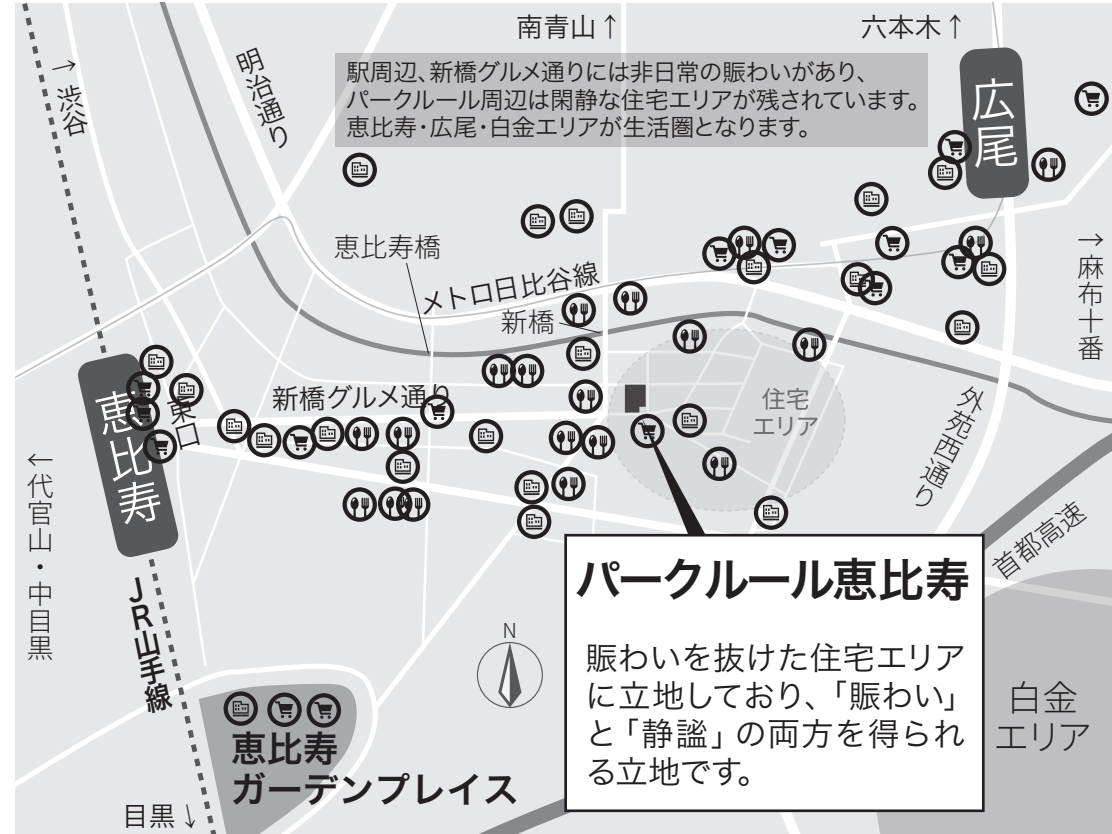 南青山↑
六本木↑
→渋谷
明治通り
駅周辺、新橋グルメ通りには非日常の賑わいがあり、
パークルール周辺は閑静な住宅エリアが残されています。
恵比寿・広尾・白金エリアが生活圏となります。
広尾
恵比寿橋
メトロ日比谷線
新橋
→麻布十番
恵比寿
東口
新橋グルメ通り
住宅
エリア
外苑西通り
←代官山・中目黒
首都高速
JR山手線
パークルール恵比寿
賑わいを抜けた住宅エリア
に立地しており、「賑わい」
と「静謐」の両方を得られ
る立地です。
N
白金
エリア
恵比寿
ガーデンプレイス
目黒↓